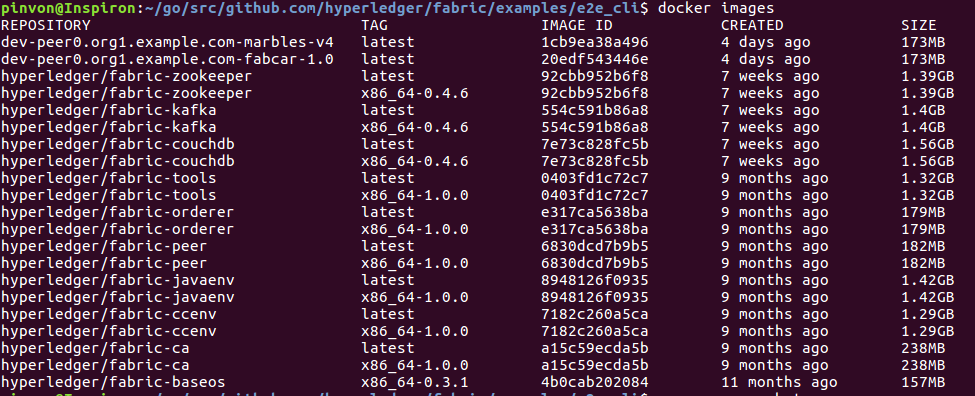 pinvon@Inspiron:~/go/src/github.com/hyperledger/fabric/examples/e2e_cli$ docker images
REPOSITORY TAG IMAGE ID CREATED SIZE
dev-peer0.org1.example.com-marbles-v4 latest 1cb9ea38a496 4 days ago 173MB
dev-peer0.org1.example.com-fabcar-1.0 latest 20edf543446e 4 days ago 173MB
hyperledger/fabric-zookeeper latest 92cbb952b6f8 7 weeks ago 1.39GB
hyperledger/fabric-zookeeper x86_64-0.4.6 92cbb952b6f8 7 weeks ago 1.39GB
hyperledger/fabric-kafka latest 554c591b86a8 7 weeks ago 1.4GB
hyperledger/fabric-kafka x86_64-0.4.6 554c591b86a8 7 weeks ago 1.4GB
hyperledger/fabric-couchdb latest 7e73c828fc5b 7 weeks ago 1.56GB
hyperledger/fabric-couchdb x86_64-0.4.6 7e73c828fc5b 7 weeks ago 1.56GB
hyperledger/fabric-tools latest 0403fd1c72c7 9 months ago 1.32GB
hyperledger/fabric-tools x86_64-1.0.0 0403fd1c72c7 9 months ago 1.32GB
hyperledger/fabric-orderer latest e317ca5638ba 9 months ago 179MB
hyperledger/fabric-orderer x86_64-1.0.0 e317ca5638ba 9 months ago 179MB
hyperledger/fabric-peer latest 6830dcd7b9b5 9 months ago 182MB
hyperledger/fabric-peer x86_64-1.0.0 6830dcd7b9b5 9 months ago 182MB
hyperledger/fabric-javaenv latest 8948126f0935 9 months ago 1.42GB
hyperledger/fabric-javaenv x86_64-1.0.0 8948126f0935 9 months ago 1.42GB
hyperledger/fabric-ccenv latest 7182c260a5ca 9 months ago 1.29GB
hyperledger/fabric-ccenv x86_64-1.0.0 7182c260a5ca 9 months ago 1.29GB
hyperledger/fabric-ca latest a15c59ecda5b 9 months ago 238MB
hyperledger/fabric-ca x86_64-1.0.0 a15c59ecda5b 9 months ago 238MB
hyperledger/fabric-baseos x86_64-0.3.1 4b0cab202084 11 months ago 157MB